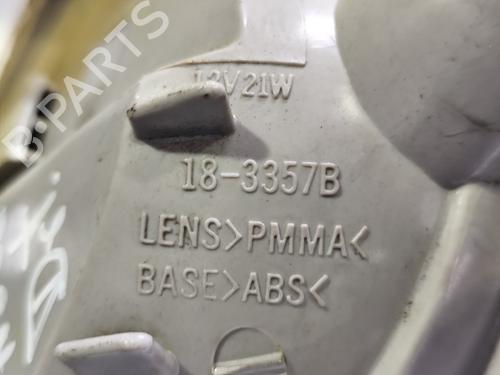 12V21W
18-3357B
LENS>PMMA<
BASE>ABS<
B-PARTS